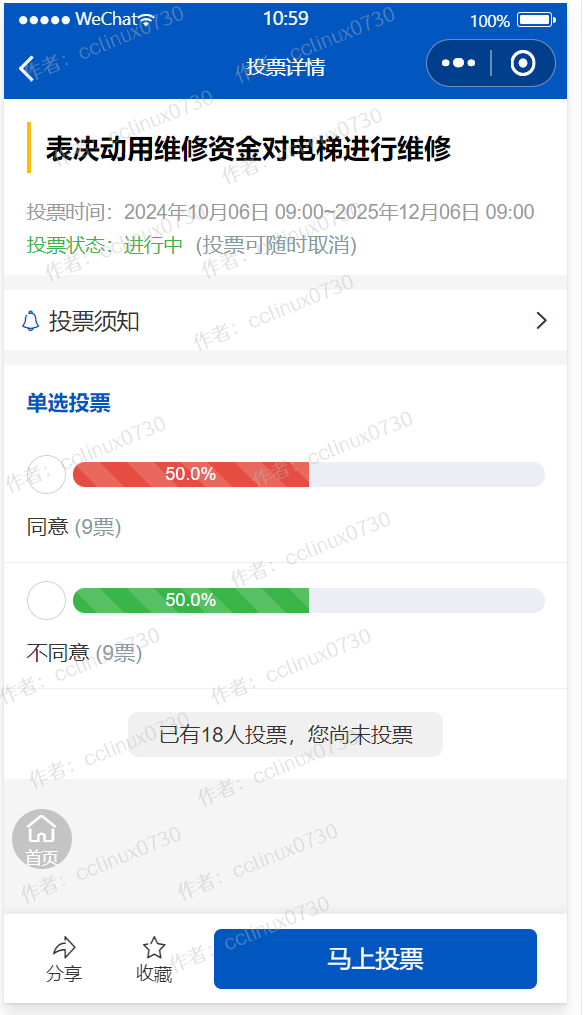 WeChat 10:59 100%
投票详情
表决动用维修资金对电梯进行维修
投票时间：2024年10月06日 09:00~2025年12月06日 09:00
投票状态：进行中 (投票可随时取消)
投票须知
单选投票
50.0%
同意 (9票)
50.0%
不同意 (9票)
已有18人投票，您尚未投票
首页
分享 收藏 马上投票
作者：cclinux0730